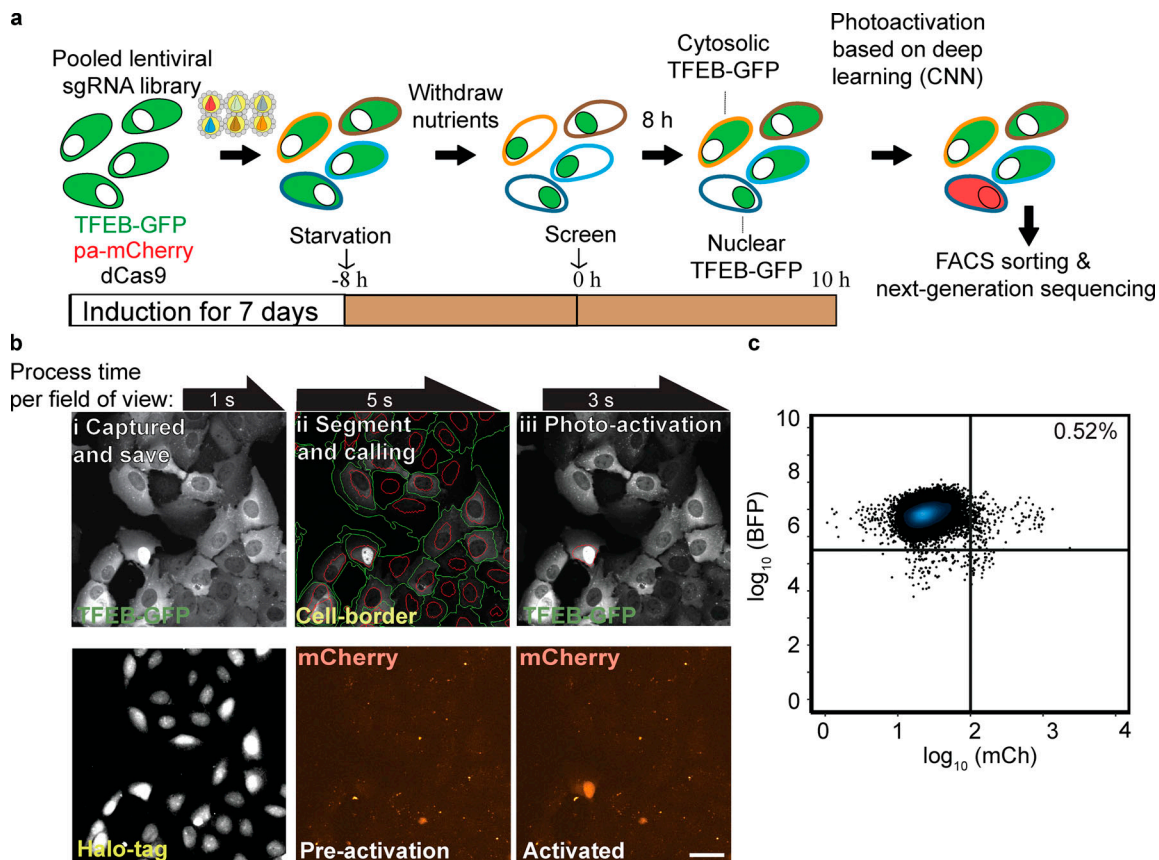 a
Pooled lentiviral
sgRNA library
TFEB-GFP
pa-mCherry
dCas9
Withdraw
nutrients
8 h
Cytosolic
TFEB-GFP
Nuclear
TFEB-GFP
Photoactivation
based on deep
learning (CNN)
FACS sorting &
next-generation sequencing
Starvation
Screen
-8 h
0 h
10 h
Induction for 7 days
b
Process time
per field of view:
1 s
5 s
3 s
i Captured
and save
TFEB-GFP
ii Segment
and calling
Cell-border
iii Photo-activation
TFEB-GFP
Halo-tag
mCherry
Pre-activation
mCherry
Activated
c
0.52%
log10 (BFP)
10
8
6
4
2
0
0
1
2
3
4
log10 (mCh)